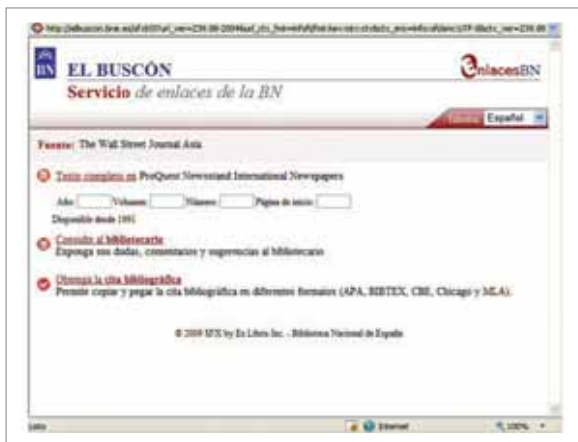 BN EL BUSCÓN
EnlacesBN
Servicio de enlaces de la BN
Español
Fuente: The Wall Street Journal Asia
Texto completo en ProQuest Newsstand International Newspapers
Año: Volumen: Número: Página de inicio:
Disponible desde 1991
Consulte al bibliotecario
Exponga sus dudas, comentarios y sugerencias al bibliotecario
Obtenga la cita bibliográfica
Permite copiar y pegar la cita bibliográfica en diferentes formatos (APA, BIBTEX, CBE, Chicago y MLA).
© 2009 SFX by Ex Libris Inc. - Biblioteca Nacional de España
Listo Internet 100%